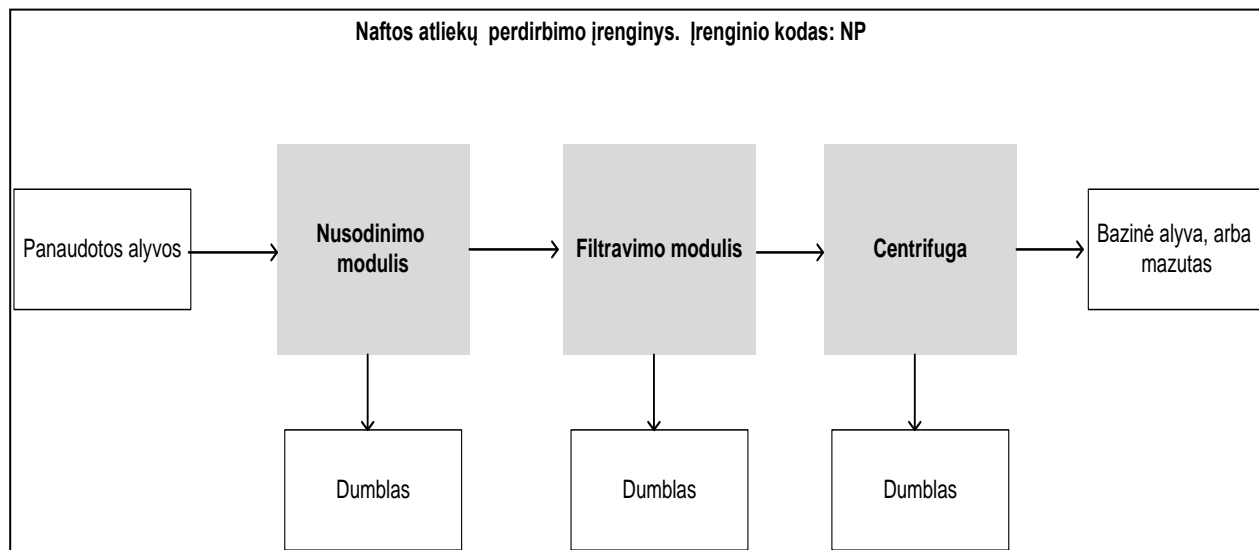 Naftos atliekų perdirbimo įrenginys. Įrenginio kodas: NP
Panaudotos alyvos
Nusodinimo
modulis
Filtravimo modulis
Centrifuga
Bazinė alyva, arba
mazutas
Dumblas
Dumblas
Dumblas